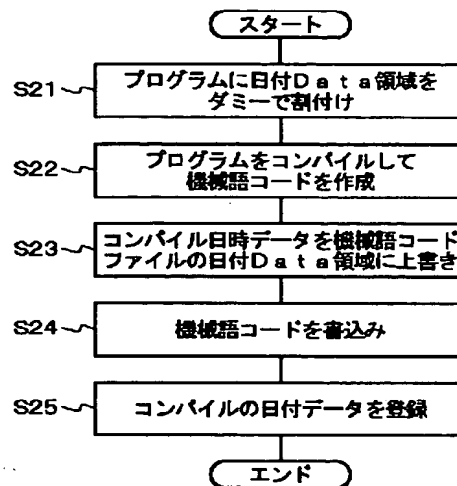 スタート
S21
プログラムに日付Data領域を
ダミーで割付け
S22
プログラムをコンパイルして
機械語コードを作成
S23
コンパイル日時データを機械語コード
ファイルの日付Data領域に上書き
S24
機械語コードを書込み
S25
コンパイルの日付データを登録
エンド